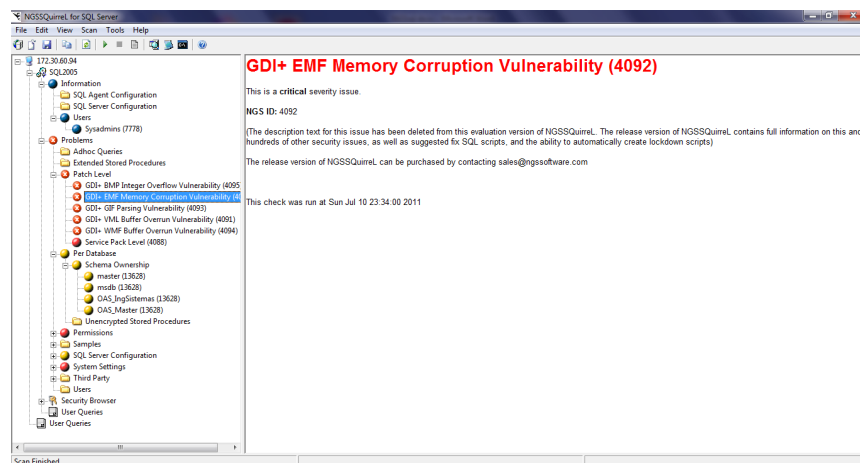 NGSSQuirreL for SQL Server
File Edit View Scan Tools Help
172.30.60.94
SQL2005
Information
SQL Agent Configuration
SQL Server Configuration
Users
Sysadmins (7778)
Problems
Adhoc Queries
Extended Stored Procedures
Patch Level
GDI+ BMP Integer Overflow Vulnerability (4095
GDI+ EMF Memory Corruption Vulnerability (4
GDI+ GIF Parsing Vulnerability (4093)
GDI+ VML Buffer Overrun Vulnerability (4091)
GDI+ WMF Buffer Overrun Vulnerability (4094)
Service Pack Level (4088)
Per Database
Schema Ownership
master (13628)
msdb (13628)
OAS_IngSistemas (13628)
OAS_Master (13628)
Unencrypted Stored Procedures
Permissions
Samples
SQL Server Configuration
System Settings
Third Party
Users
Security Browser
User Queries
User Queries
GDI+ EMF Memory Corruption Vulnerability (4092)
This is a critical severity issue.
NGS ID: 4092
(The description text for this issue has been deleted from this evaluation version of NGSSQuirreL. The release version of NGSSQuirreL contains full information on this and
hundreds of other security issues, as well as suggested fix SQL scripts, and the ability to automatically create lockdown scripts)
The release version of NGSSQuirreL can be purchased by contacting sales@ngssoftware.com
This check was run at Sun Jul 10 23:34:00 2011
Scan Finished